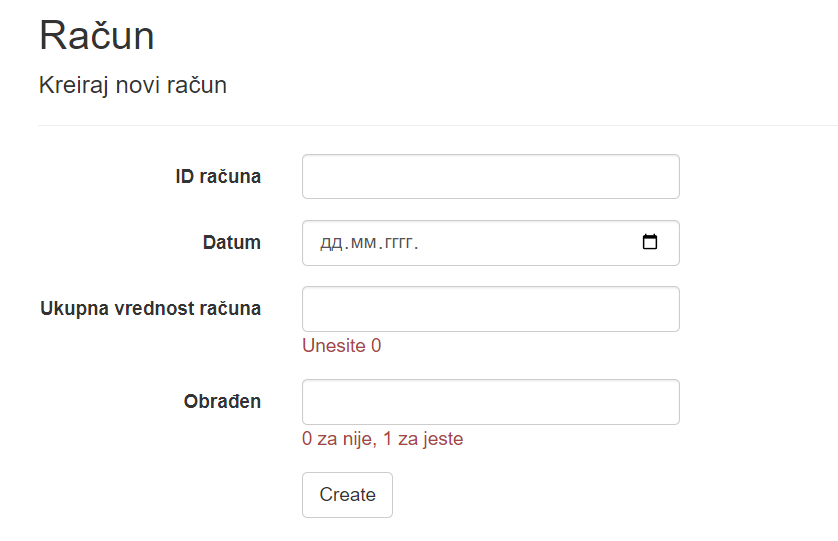 Račun
Kreiraj novi račun
ID računa
Datum
дд.мм.гггг.
Ukupna vrednost računa
Unesite 0
Obrađen
0 za nije, 1 za jeste
Create